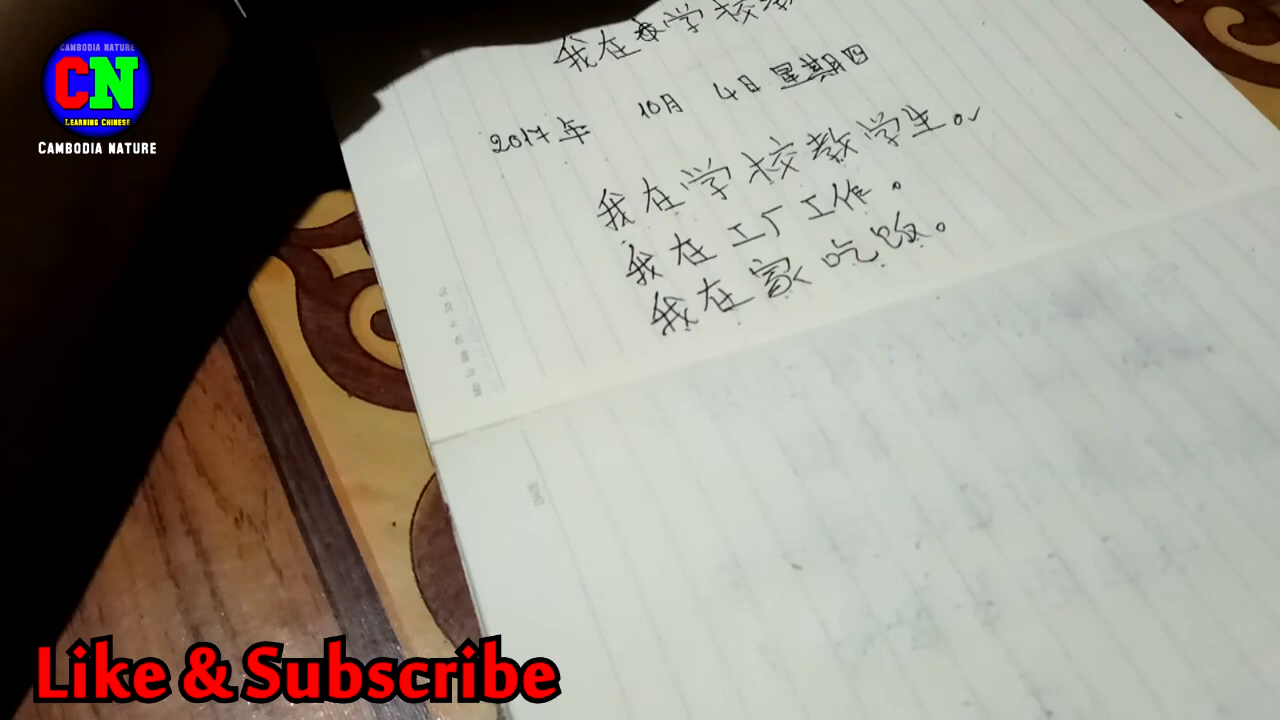 CAMBODIA NATURE
CN
LEARNING CHINESE
CAMBODIA NATURE
我在学校教
2017年 10月 4日 星期四
我在学校教学生。
我在工厂工作。
我在家吃饭。
Like & Subscribe